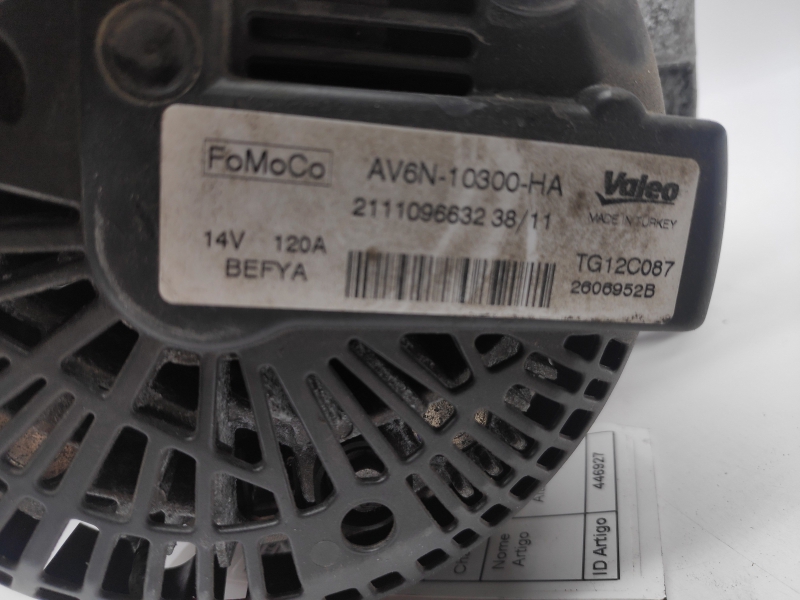 FoMoCo AV6N-10300-HA Valeo
2111096632 38/11 MADE IN TURKEY
14V 120A TG12C087
BEFYA 2606952B
Nome
Artigo
ID Artigo 446927